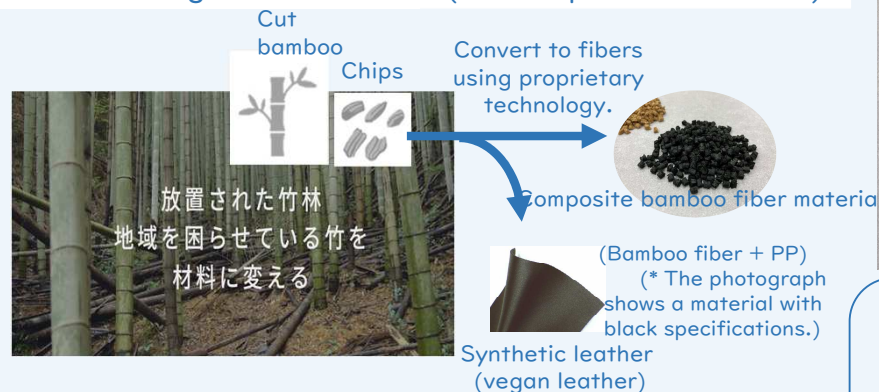 Cut
bamboo
Chips
Convert to fibers
using proprietary
technology.
放置された竹林
地域を困らせている竹を
材料に変える
Composite bamboo fiber materia
(Bamboo fiber + PP)
(* The photograph
shows a material with
black specifications.)
Synthetic leather
(vegan leather)